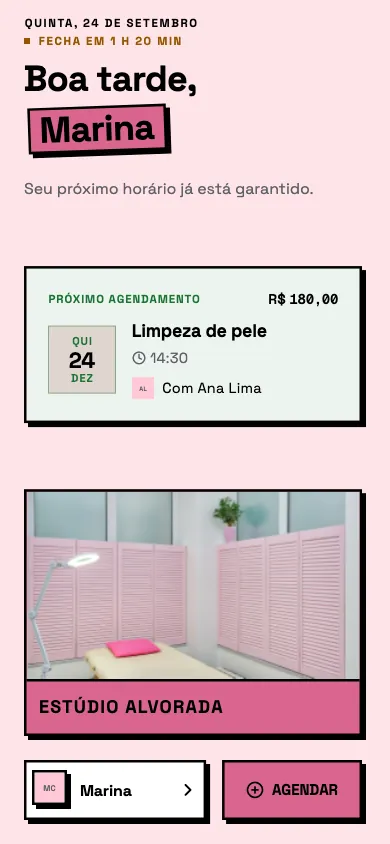 QUINTA, 24 DE SETEMBRO
FECHA EM 1 H 20 MIN
Boa tarde,
Marina
Seu próximo horário já está garantido.
PRÓXIMO AGENDAMENTO
R$ 180,00
QUI
24
DEZ
Limpeza de pele
14:30
AL
Com Ana Lima
ESTÚDIO ALVORADA
MC
Marina
AGENDAR